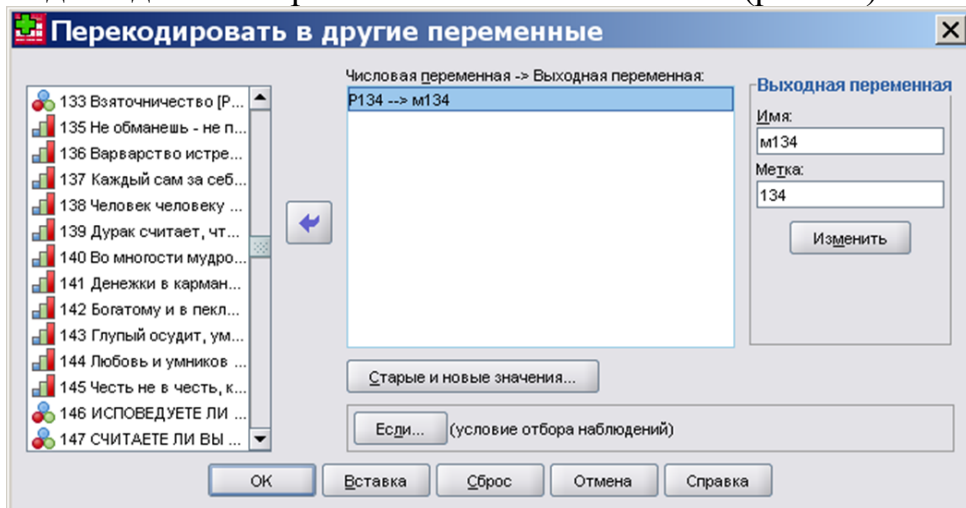 Перекодировать в другие переменные
Числовая переменная -> Выходная переменная:
133 Взяточничество [P...
135 Не обманешь - не п...
136 Варварство истре...
137 Каждый сам за себ...
138 Человек человеку ...
139 Дурак считает, чт...
140 Во многости мудро...
141 Денежки в карман...
142 Богатому и в пекл...
143 Глупый осудит, ум...
144 Любовь и умников ...
145 Честь не в честь, к...
146 ИСПОВЕДУЕТЕ ЛИ ...
147 СЧИТАЕТЕ ЛИ ВЫ ...
P134 --> м134
Выходная переменная
Имя:
м134
Метка:
134
Изменить
Старые и новые значения...
Если... (условие отбора наблюдений)
OK Вставка Сброс Отмена Справка